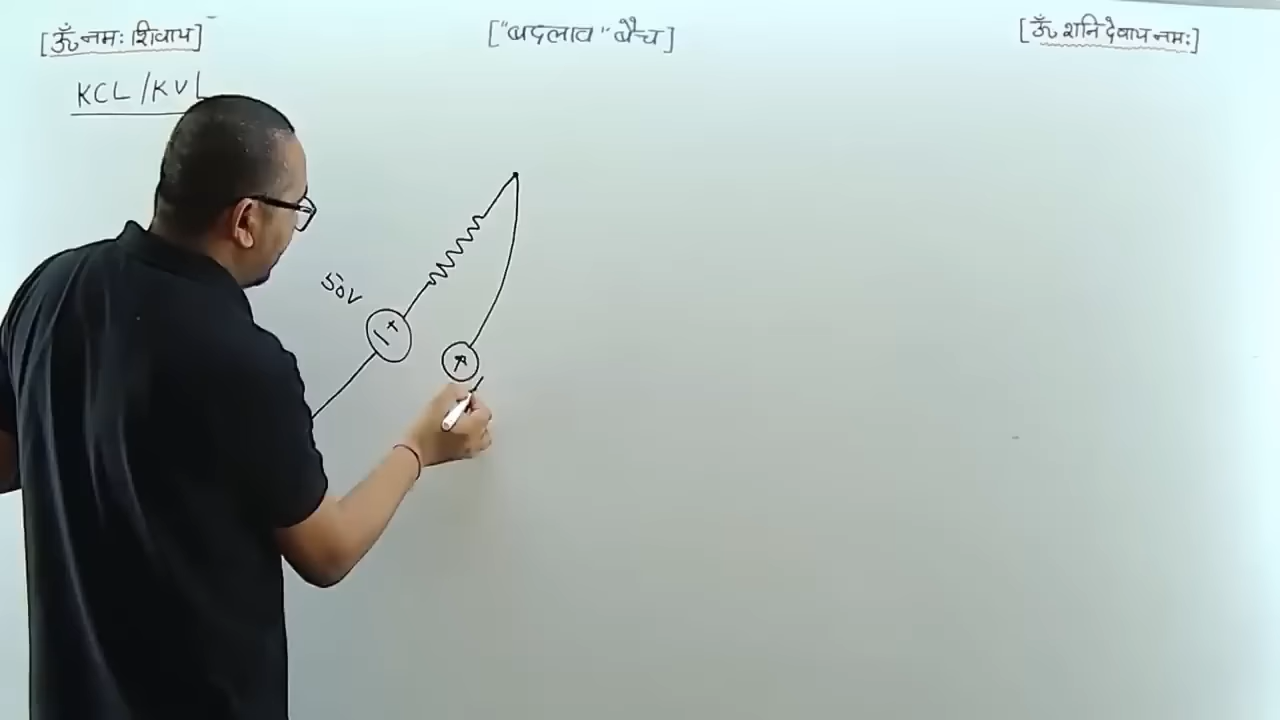 [ॐ नमः शिवाय]
["बदलाव" बैच]
[ॐ शनि देवाय नमः]
KCL/KVL
50V
+
-